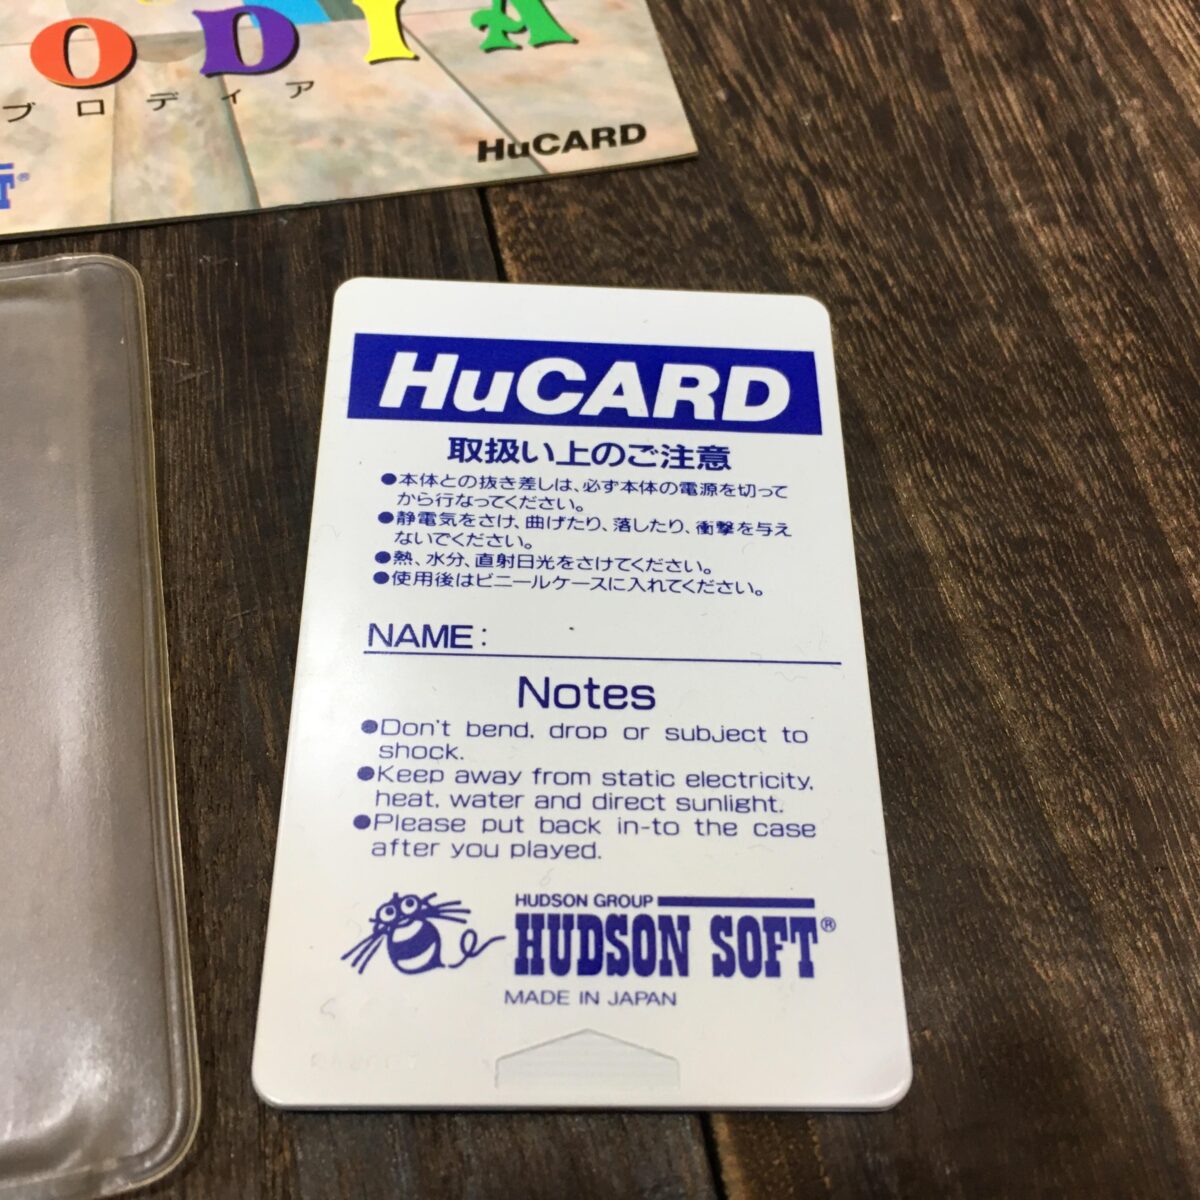 ODIA
ブロディア
HuCARD
T®
HuCARD
取扱い上のご注意
●本体との抜き差しは、必ず本体の電源を切って
から行なってください。
●静電気をさけ、曲げたり、落したり、衝撃を与え
ないでください。
●熱、水分、直射日光をさけてください。
●使用後はビニールケースに入れてください。
NAME:
Notes
●Don't bend, drop or subject to
shock.
●Keep away from static electricity,
heat, water and direct sunlight.
●Please put back in-to the case
after you played.
HUDSON GROUP
HUDSON SOFT®
MADE IN JAPAN